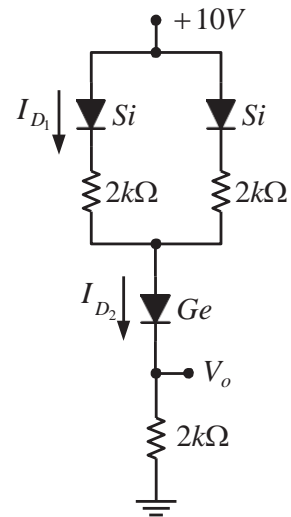 +10V
I_{D_1} Si Si
2kΩ 2kΩ
I_{D_2} Ge
V_o
2kΩ